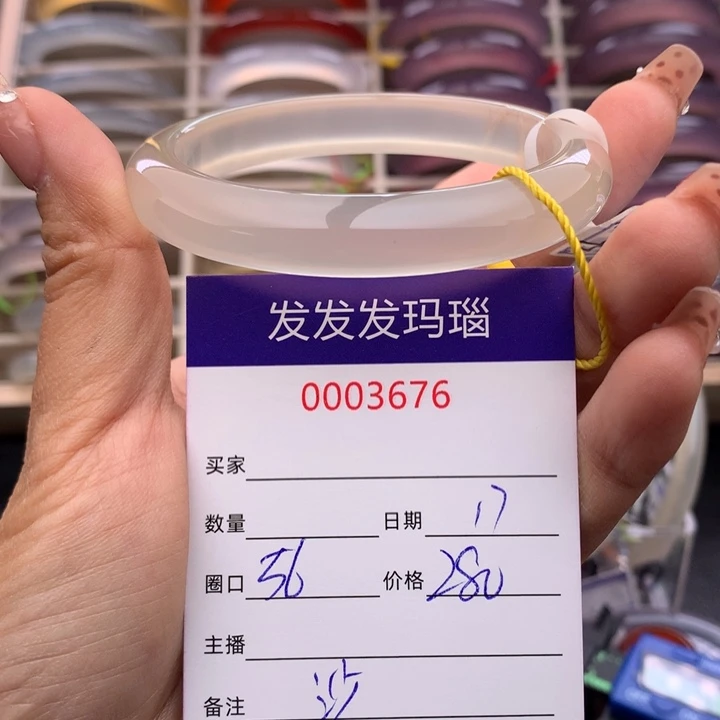 发发发玛瑙
0003676
买家
数量 日期 17
圈口 56 价格 280
主播
备注 沙